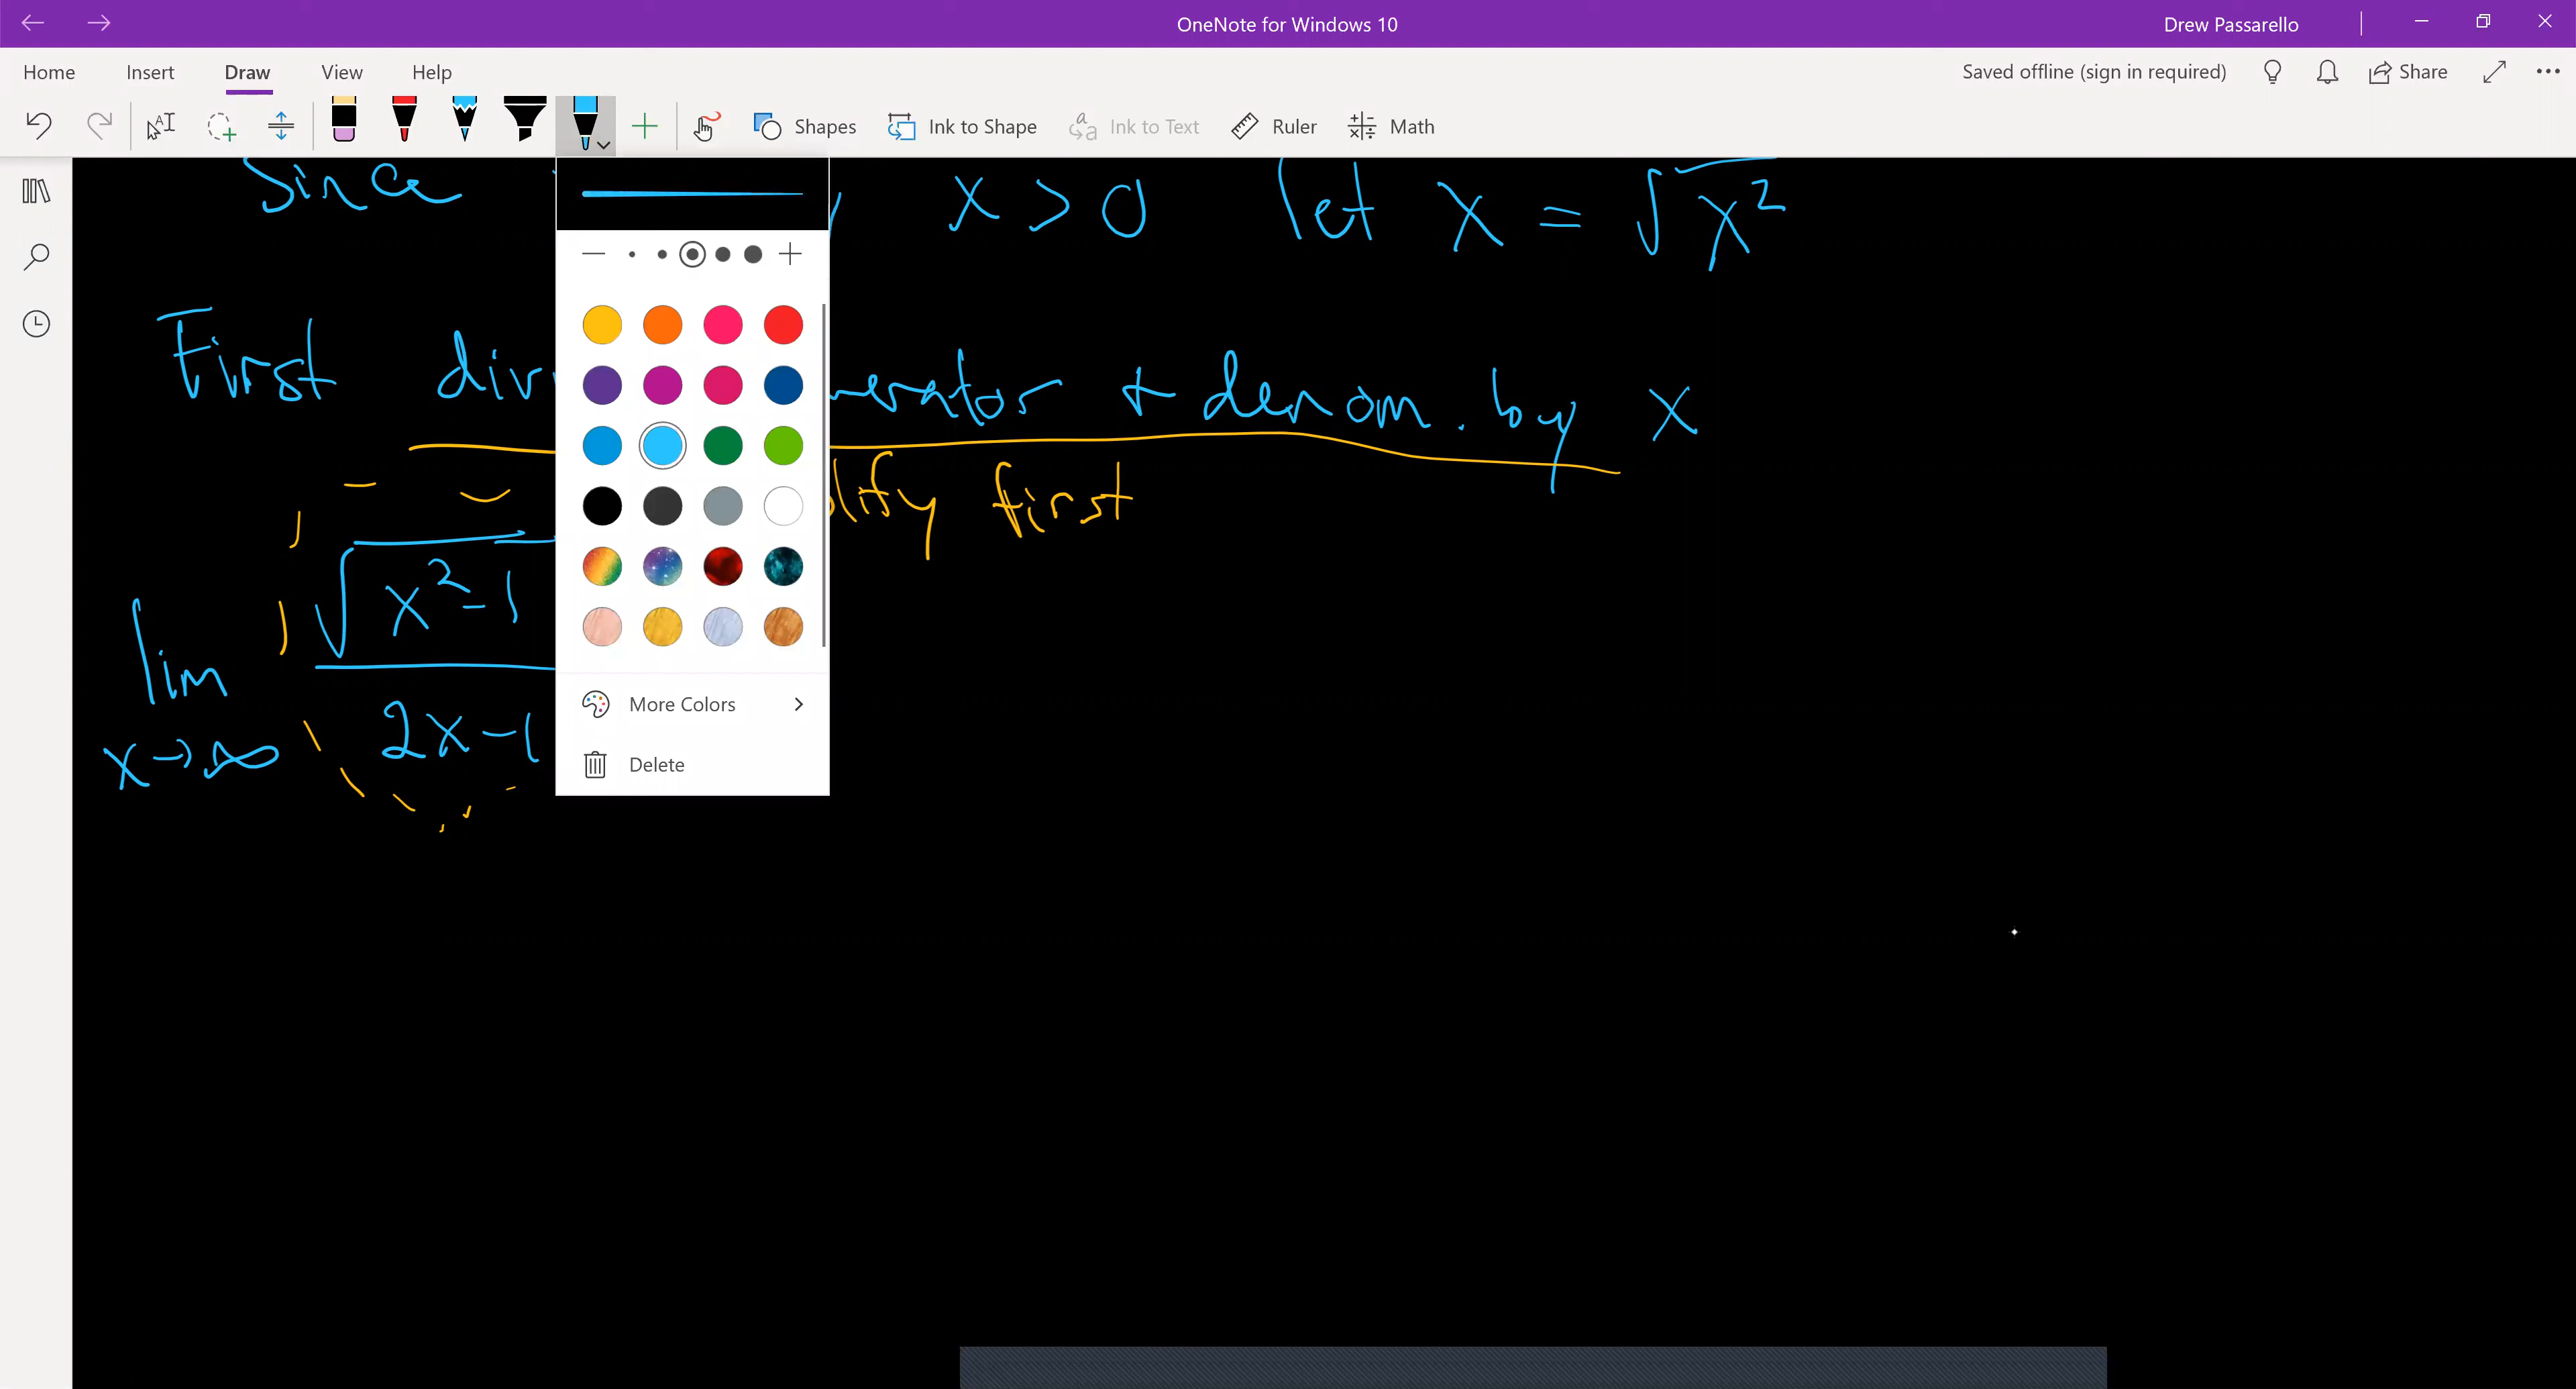 OneNote for Windows 10
Drew Passarello
Home Insert Draw View Help
Saved offline (sign in required) Share
Shapes Ink to Shape Ink to Text Ruler Math
Since x > 0 let x = √x²
First div erator + denom. by x
lify first
lim √x²-1
x→∞ 2x-1
More Colors
Delete